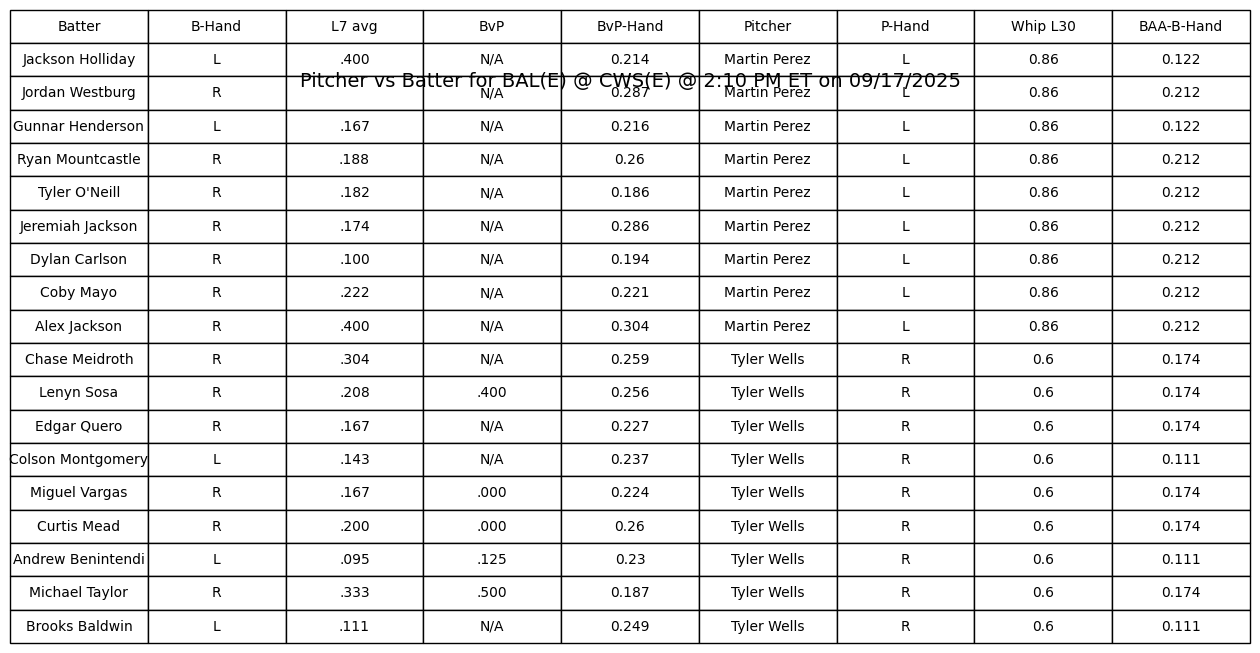 Batter B-Hand L7 avg BvP BvP-Hand Pitcher P-Hand Whip L30 BAA-B-Hand
Jackson Holliday L .400 N/A 0.214 Martin Perez L 0.86 0.122
Pitcher vs Batter for BAL(E) @ CWS(E) @ 2:10 PM ET on 09/17/2025
Jordan Westburg R N/A 0.287 Martin Perez L 0.86 0.212
Gunnar Henderson L .167 N/A 0.216 Martin Perez L 0.86 0.122
Ryan Mountcastle R .188 N/A 0.26 Martin Perez L 0.86 0.212
Tyler O'Neill R .182 N/A 0.186 Martin Perez L 0.86 0.212
Jeremiah Jackson R .174 N/A 0.286 Martin Perez L 0.86 0.212
Dylan Carlson R .100 N/A 0.194 Martin Perez L 0.86 0.212
Coby Mayo R .222 N/A 0.221 Martin Perez L 0.86 0.212
Alex Jackson R .400 N/A 0.304 Martin Perez L 0.86 0.212
Chase Meidroth R .304 N/A 0.259 Tyler Wells R 0.6 0.174
Lenyn Sosa R .208 .400 0.256 Tyler Wells R 0.6 0.174
Edgar Quero R .167 N/A 0.227 Tyler Wells R 0.6 0.174
Colson Montgomery L .143 N/A 0.237 Tyler Wells R 0.6 0.111
Miguel Vargas R .167 .000 0.224 Tyler Wells R 0.6 0.174
Curtis Mead R .200 .000 0.26 Tyler Wells R 0.6 0.174
Andrew Benintendi L .095 .125 0.23 Tyler Wells R 0.6 0.111
Michael Taylor R .333 .500 0.187 Tyler Wells R 0.6 0.174
Brooks Baldwin L .111 N/A 0.249 Tyler Wells R 0.6 0.111